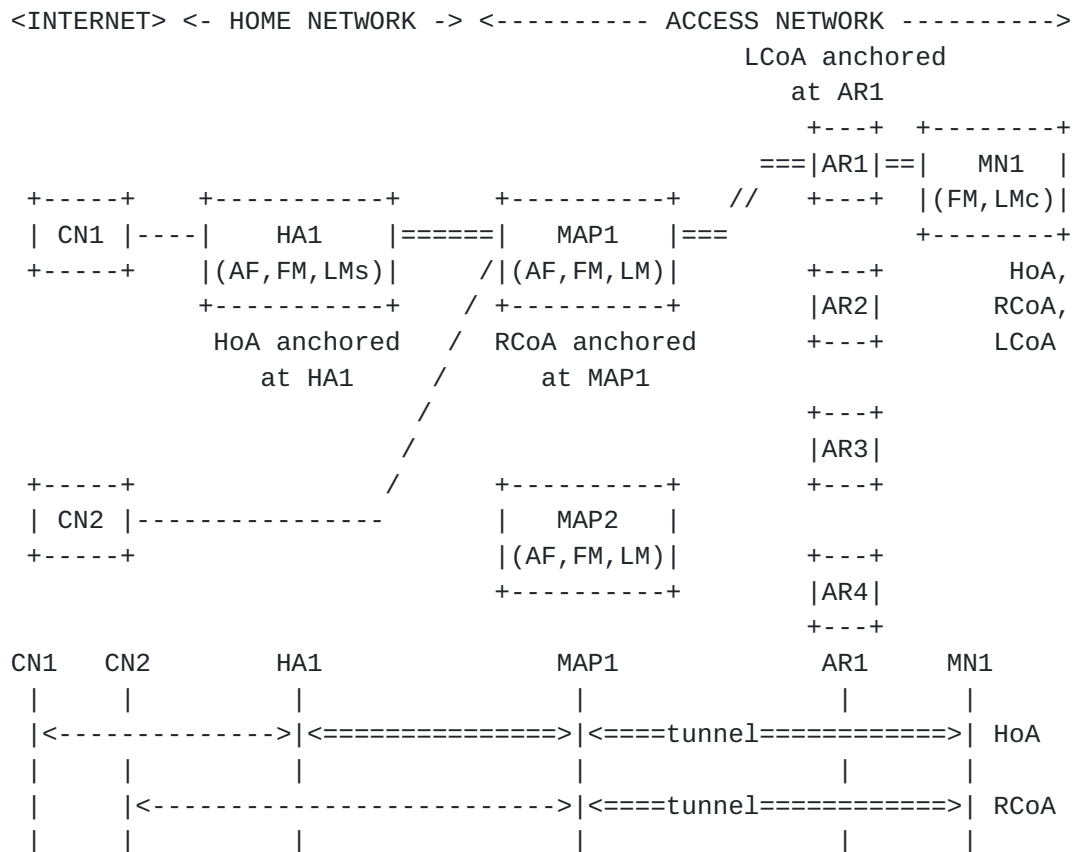 <INTERNET> <- HOME NETWORK -> <---------- ACCESS NETWORK ---------->
                                         LCoA anchored
                                            at AR1
                                             +---+  +--------+
                                          ===|AR1|==|   MN1  |
 +-----+    +-----------+      +----------+   //   +---+  |(FM,LMc)|
 | CN1 |----|    HA1    |======|   MAP1   |===            +--------+
 +-----+    |(AF,FM,LMs)|     /|(AF,FM,LM)|       +---+       HoA,
            +-----------+    / +----------+       |AR2|      RCoA,
             HoA anchored   /  RCoA anchored      +---+      LCoA
                at HA1     /      at MAP1
                          /                       +---+
                         /                        |AR3|
 +-----+                /      +----------+       +---+
 | CN2 |----------------       |   MAP2   |
 +-----+                       |(AF,FM,LM)|       +---+
                               +----------+       |AR4|
                                                  +---+
CN1   CN2        HA1              MAP1             AR1    MN1
 |     |          |                |                |      |
 |<-------------->|<===============>|<====tunnel============>| HoA
 |     |          |                |                |      |
 |     |<-------------------------->|<====tunnel============>| RCoA
 |     |          |                |                |      |